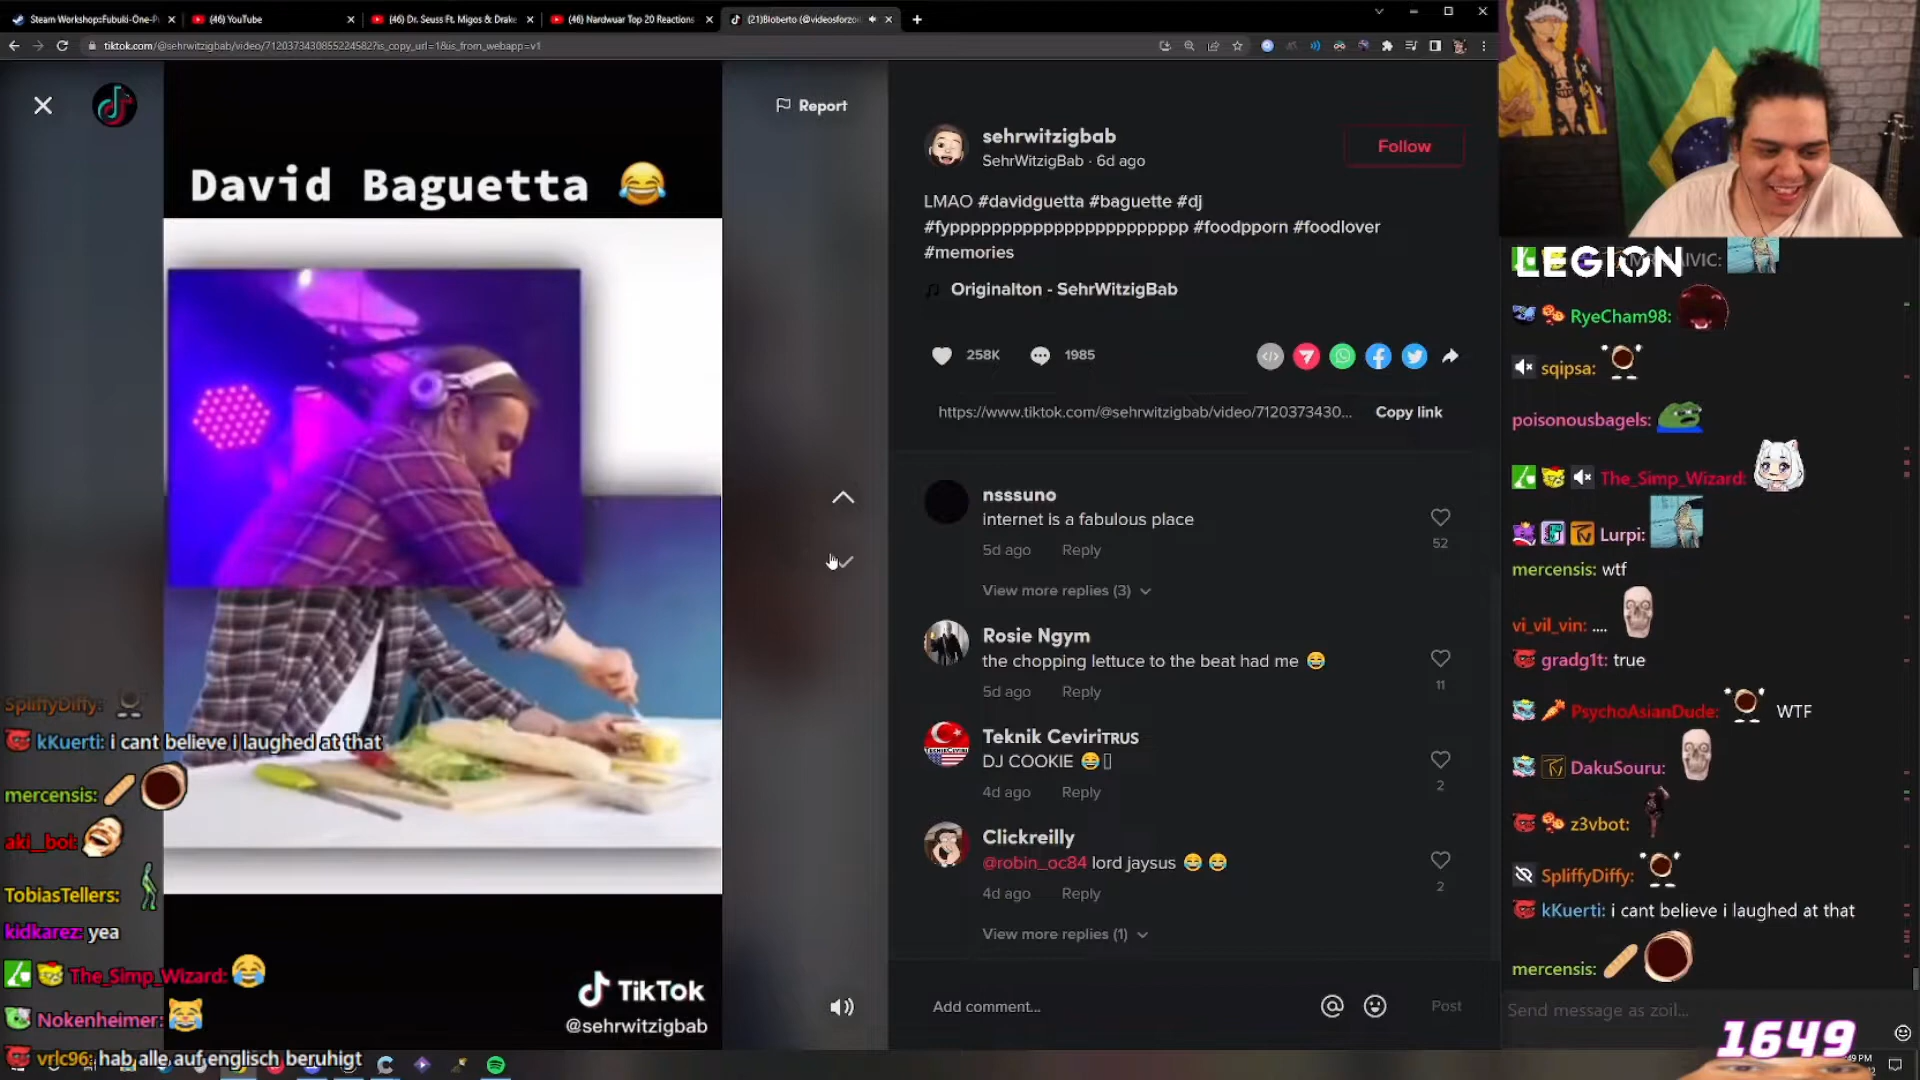 Steam Workshop::Fubuki-One-P
(46) YouTube
(46) Dr. Seuss Ft. Migos & Drake
(46) Nardwuar Top 20 Reactions
tiktok.com/@sehrwitzigbab/video/7120373430855224582?is_copy_url=1&is_from_webapp=v1
Report
David Baguetta 😂
TikTok
@sehrwitzigbab
sehrwitzigbab
SehrWitzigBab · 6d ago
Follow
LMAO #davidguetta #baguette #dj
#foodpporn #foodlover
#memories
Originalton - SehrWitzigBab
258K
1985
https://www.tiktok.com/@sehrwitzigbab/video/7120373430...
Copy link
nsssuno
internet is a fabulous place
5d ago Reply
52
View more replies (3)
Rosie Ngym
the chopping lettuce to the beat had me 😂
5d ago Reply
11
Teknik CeviriTRUS
DJ COOKIE 😂
4d ago Reply
2
Clickreilly
@robin_oc84 lord jaysus 😂 😂
4d ago Reply
2
View more replies (1)
Add comment...
Post
SpliffyDiffy:
kKuerti: i cant believe i laughed at that
mercensis:
aki__bot:
TobiasTellers:
kidkarez: yea
The_Simp_Wizard: 😂
Nokenheimer: 😹
vrlc96: hab alle auf englisch beruhigt
LEGION
RyeCham98:
sqipsa:
poisonousbagels:
The_Simp_Wizard:
Lurpi:
mercensis: wtf
vi_vil_vin: ....
gradg1t: true
PsychoAsianDude: WTF
DakuSouru:
z3vbot:
SpliffyDiffy:
kKuerti: i cant believe i laughed at that
mercensis:
Send message as zoil...
1649